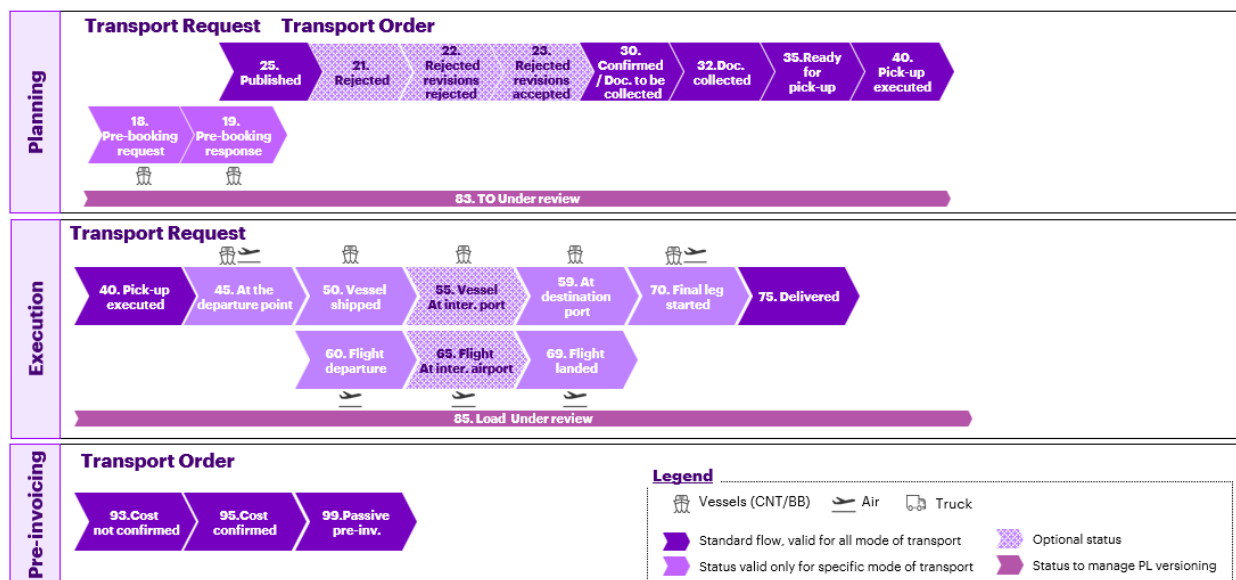 Planning
Transport Request
Transport Order
25.
Published
21.
Rejected
22.
Rejected
revisions
rejected
23.
Rejected
revisions
accepted
30.
Confirmed
/ Doc. to be
collected
32.Doc.
collected
35.Ready
for
pick-up
40.
Pick-up
executed
18.
Pre-booking
request
19.
Pre-booking
response
83. TO Under review
Execution
Transport Request
40. Pick-up
executed
45. At the
departure point
50. Vessel
shipped
55. Vessel
At inter. port
59. At
destination
port
70. Final leg
started
75. Delivered
60. Flight
departure
65. Flight
At inter. airport
69. Flight
landed
85. Load Under review
Pre-invoicing
Transport Order
93.Cost
not confirmed
95.Cost
confirmed
99.Passive
pre-inv.
Legend
Vessels (CNT/BB)
Air
Truck
Standard flow, valid for all mode of transport
Optional status
Status valid only for specific mode of transport
Status to manage PL versioning